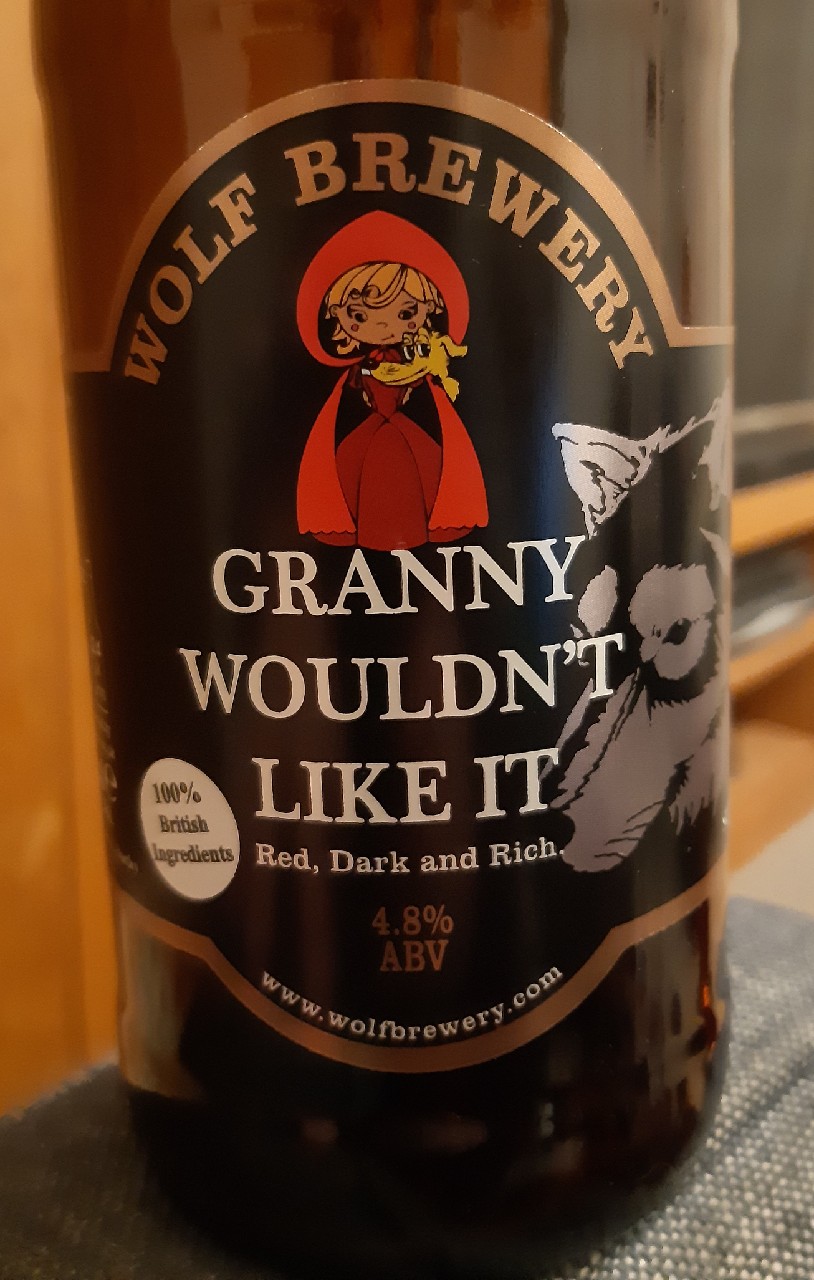 WOLF BREWERY
GRANNY
WOULDN'T
LIKE IT
100%
British
Ingredients
Red, Dark and Rich.
4.8%
ABV
www.wolfbrewery.com